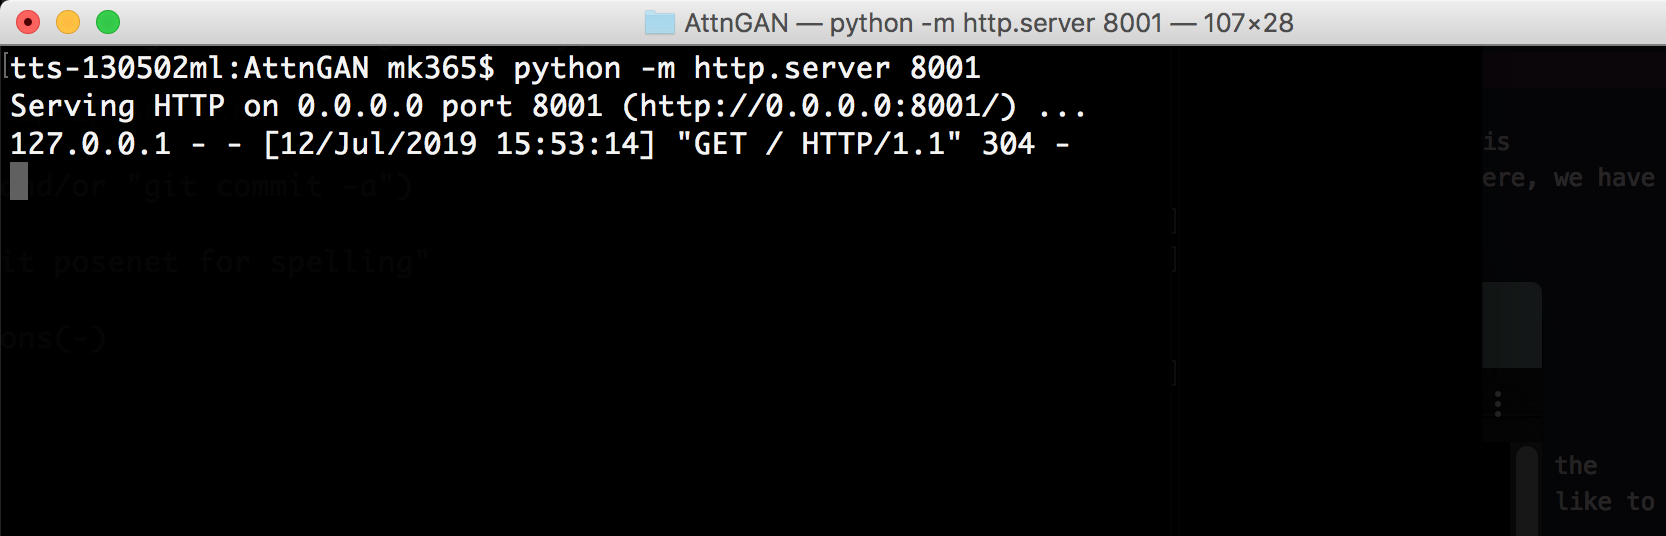 AttnGAN — python -m http.server 8001 — 107×28
[tts-130502ml:AttnGAN mk365$ python -m http.server 8001
Serving HTTP on 0.0.0.0 port 8001 (http://0.0.0.0:8001/) ...
127.0.0.1 - - [12/Jul/2019 15:53:14] "GET / HTTP/1.1" 304 -
is
nd/or "git commit -a")
ere, we have
]
it posenet for spelling"
]
ons(-)
]
the
like to